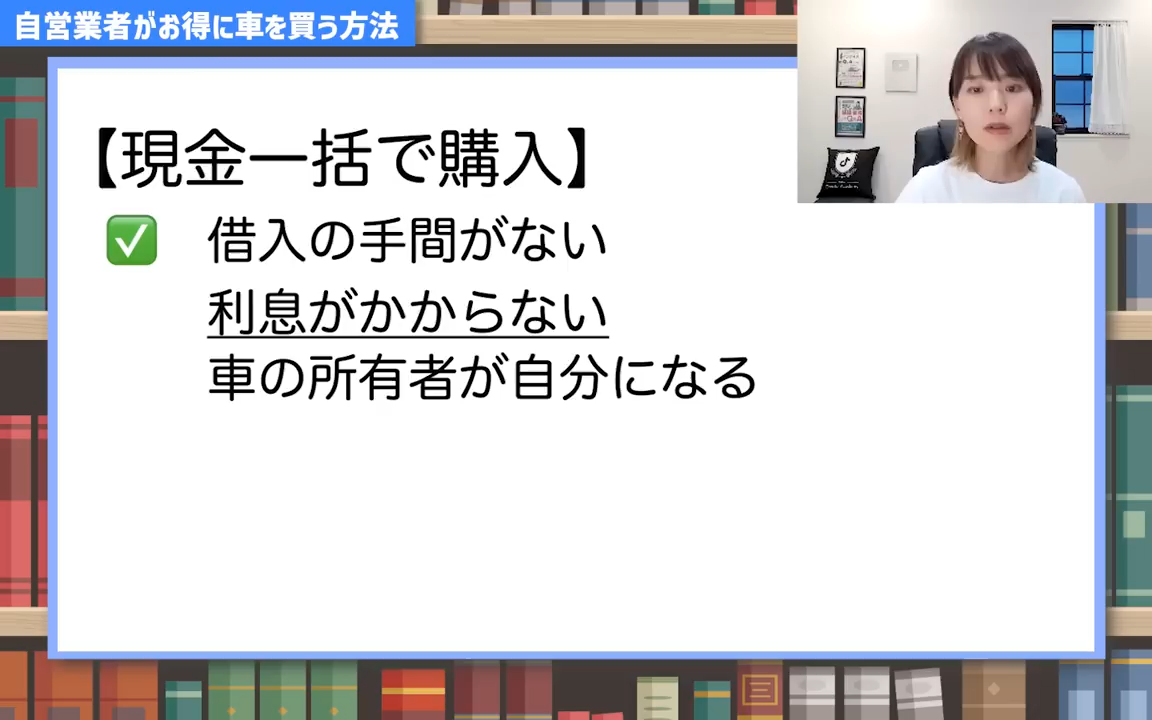 自営業者がお得に車を買う方法
【現金一括で購入】
✅ 借入の手間がない
利息がかからない
車の所有者が自分になる